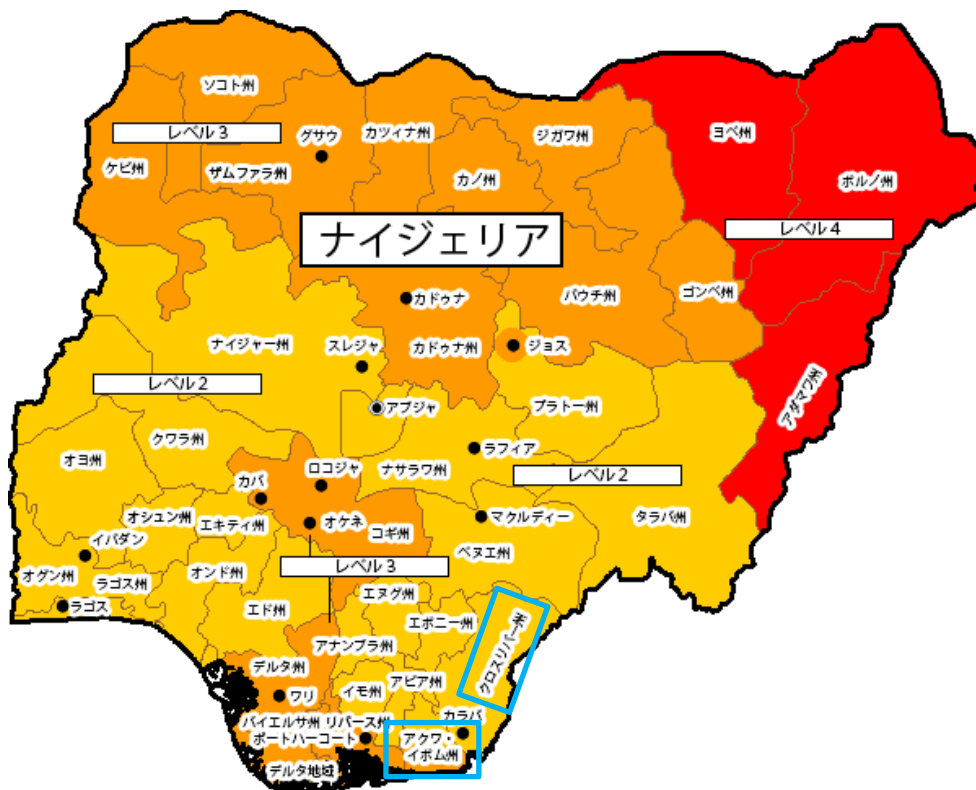 ソコト州
レベル3
グサウ
カツィナ州
ジガワ州
ヨベ州
ケビ州
ザムファラ州
カノ州
ボルノ州
ナイジェリア
レベル4
カドゥナ
バウチ州
ゴンベ州
ナイジャー州
スレジャ
カドゥナ州
ジョス
レベル2
アブジャ
プラトー州
アダマワ州
クワラ州
オヨ州
ラフィア
ロコジャ
ナサラワ州
レベル2
カバ
オシュン州
エキティ州
オケネ
コギ州
マクルディー
タラバ州
イバダン
ベヌエ州
オグン州
ラゴス州
オンド州
レベル3
ラゴス
エド州
エヌグ州
エボニー州
クロスリバー州
アナンブラ州
デルタ州
ワリ
イモ州
アビア州
カラバ
バイエルサ州
リバース州
ポートハーコート
アクワ・
イボム州
デルタ地域